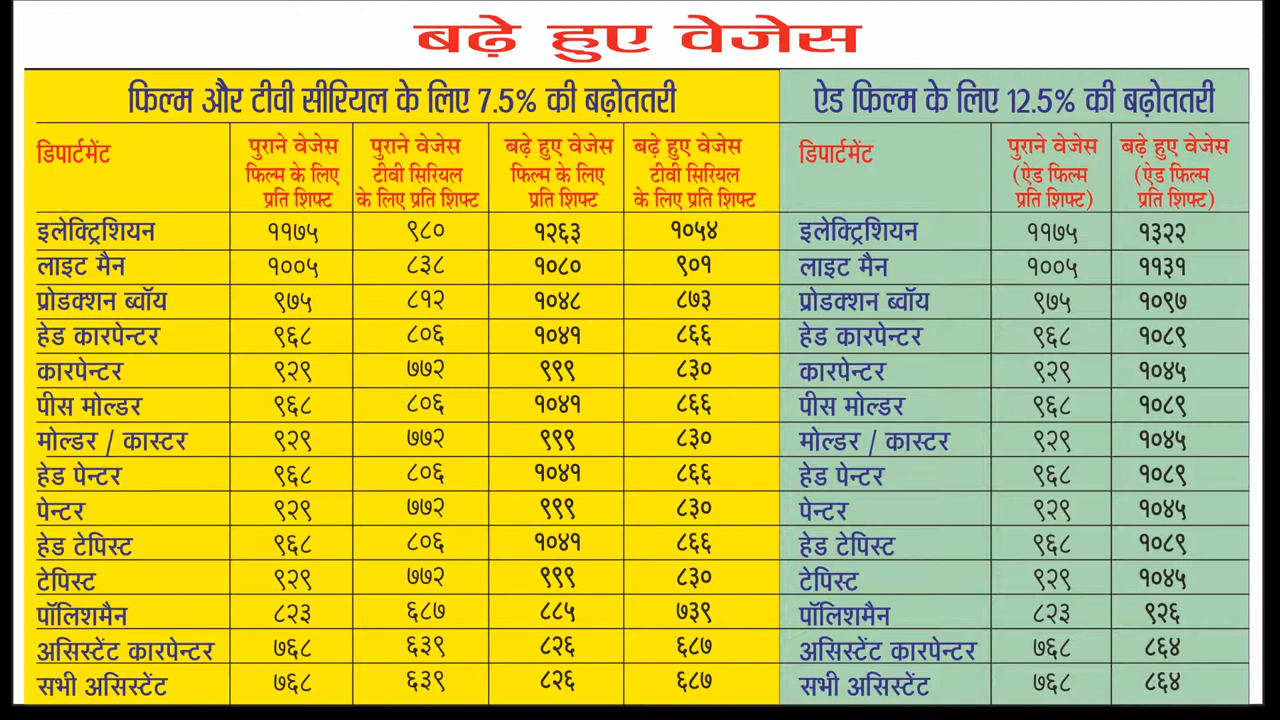 बढ़े हुए वेजेस
फिल्म और टीवी सीरियल के लिए 7.5% की बढ़ोततरी
ऐड फिल्म के लिए 12.5% की बढ़ोततरी
डिपार्टमेंट पुराने वेजेस फिल्म के लिए प्रति शिफ्ट पुराने वेजेस टीवी सिरियल के लिए प्रति शिफ्ट बढ़े हुए वेजेस फिल्म के लिए प्रति शिफ्ट बढ़े हुए वेजेस टीवी सिरियल के लिए प्रति शिफ्ट डिपार्टमेंट पुराने वेजेस (ऐड फिल्म प्रति शिफ्ट) बढ़े हुए वेजेस (ऐड फिल्म प्रति शिफ्ट)
इलेक्ट्रिशियन ११७५ ९८० १२६३ १०५४ इलेक्ट्रिशियन ११७५ १३२२
लाइट मैन १००५ ८३८ १०८० ९०१ लाइट मैन १००५ ११३१
प्रोडक्शन ब्वॉय ९७५ ८१२ १०४८ ८७३ प्रोडक्शन ब्वॉय ९७५ १०९७
हेड कारपेन्टर ९६८ ८०६ १०४१ ८६६ हेड कारपेन्टर ९६८ १०८९
कारपेन्टर ९२९ ७७२ ९९९ ८३० कारपेन्टर ९२९ १०४५
पीस मोल्डर ९६८ ८०६ १०४१ ८६६ पीस मोल्डर ९६८ १०८९
मोल्डर / कास्टर ९२९ ७७२ ९९९ ८३० मोल्डर / कास्टर ९२९ १०४५
हेड पेन्टर ९६८ ८०६ १०४१ ८६६ हेड पेन्टर ९६८ १०८९
पेन्टर ९२९ ७७२ ९९९ ८३० पेन्टर ९२९ १०४५
हेड टेपिस्ट ९६८ ८०६ १०४१ ८६६ हेड टेपिस्ट ९६८ १०८९
टेपिस्ट ९२९ ७७२ ९९९ ८३० टेपिस्ट ९२९ १०४५
पॉलिशमैन ८२३ ६८७ ८८५ ७३९ पॉलिशमैन ८२३ ९२६
असिस्टेंट कारपेन्टर ७६८ ६३९ ८२६ ६८७ असिस्टेंट कारपेन्टर ७६८ ८६४
सभी असिस्टेंट ७६८ ६३९ ८२६ ६८७ सभी असिस्टेंट ७६८ ८६४